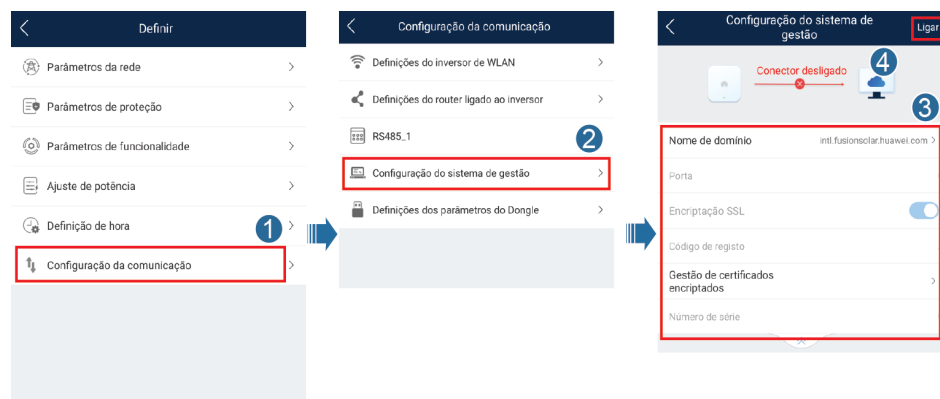 Definir
Parâmetros da rede
Parâmetros de proteção
Parâmetros de funcionalidade
Ajuste de potência
Definição de hora
1
Configuração da comunicação
Configuração da comunicação
Definições do inversor de WLAN
Definições do router ligado ao inversor
RS485_1
2
Configuração do sistema de gestão
Definições dos parâmetros do Dongle
Configuração do sistema de
gestão
Ligar
4
Conector desligado
3
Nome de domínio intl.fusionsolar.huawei.com
Porta
Encriptação SSL
Código de registo
Gestão de certificados
encriptados
Número de série